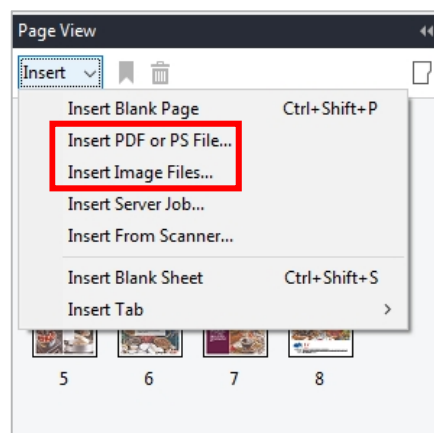 Page View
Insert
Insert Blank Page Ctrl+Shift+P
Insert PDF or PS File...
Insert Image Files...
Insert Server Job...
Insert From Scanner...
Insert Blank Sheet Ctrl+Shift+S
Insert Tab
5 6 7 8